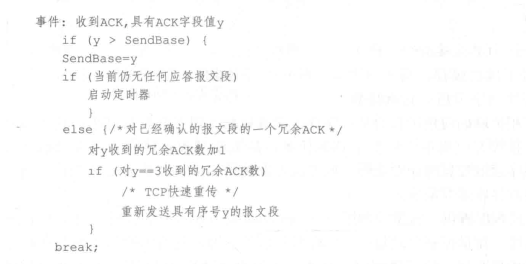 事件: 收到ACK,具有ACK字段值y
if (y > SendBase) {
SendBase=y
if (当前仍无任何应答报文段)
启动定时器
}
else {/*对已经确认的报文段的一个冗余ACK*/
对y收到的冗余ACK数加1
if (对y==3收到的冗余ACK数)
/* TCP快速重传 */
重新发送具有序号y的报文段
}
break;